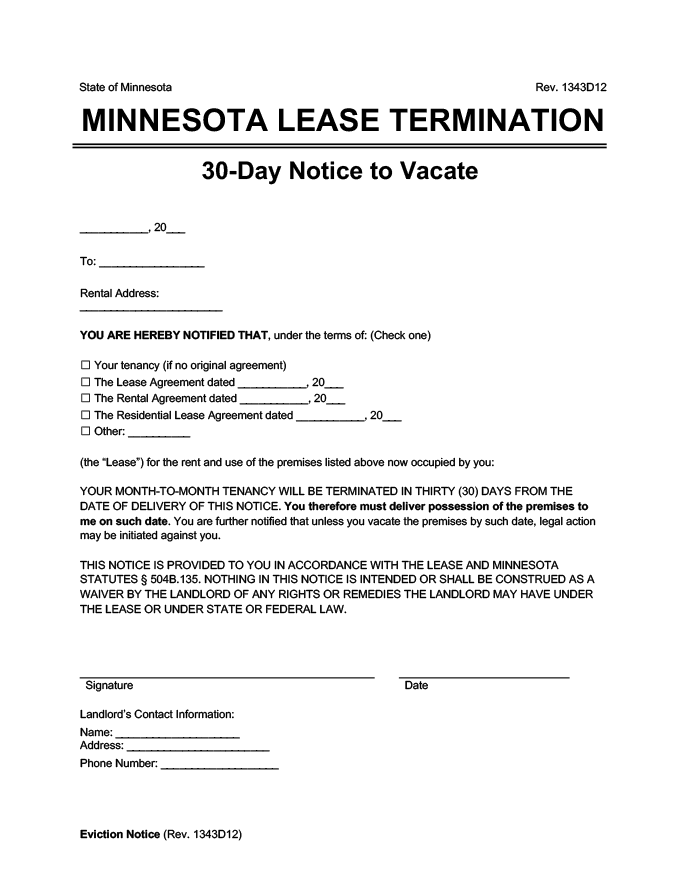 State of Minnesota Rev. 1343D12
MINNESOTA LEASE TERMINATION
30-Day Notice to Vacate
___________, 20___
To: _________________
Rental Address:
_______________________
YOU ARE HEREBY NOTIFIED THAT, under the terms of: (Check one)
☐ Your tenancy (if no original agreement)
☐ The Lease Agreement dated ___________, 20___
☐ The Rental Agreement dated ___________, 20___
☐ The Residential Lease Agreement dated ___________, 20___
☐ Other: __________
(the “Lease”) for the rent and use of the premises listed above now occupied by you:
YOUR MONTH-TO-MONTH TENANCY WILL BE TERMINATED IN THIRTY (30) DAYS FROM THE
DATE OF DELIVERY OF THIS NOTICE. You therefore must deliver possession of the premises to
me on such date. You are further notified that unless you vacate the premises by such date, legal action
may be initiated against you.
THIS NOTICE IS PROVIDED TO YOU IN ACCORDANCE WITH THE LEASE AND MINNESOTA
STATUTES § 504B.135. NOTHING IN THIS NOTICE IS INTENDED OR SHALL BE CONSTRUED AS A
WAIVER BY THE LANDLORD OF ANY RIGHTS OR REMEDIES THE LANDLORD MAY HAVE UNDER
THE LEASE OR UNDER STATE OR FEDERAL LAW.
Signature Date
Landlord’s Contact Information:
Name: ____________________
Address: _______________________
Phone Number: ___________________
Eviction Notice (Rev. 1343D12)